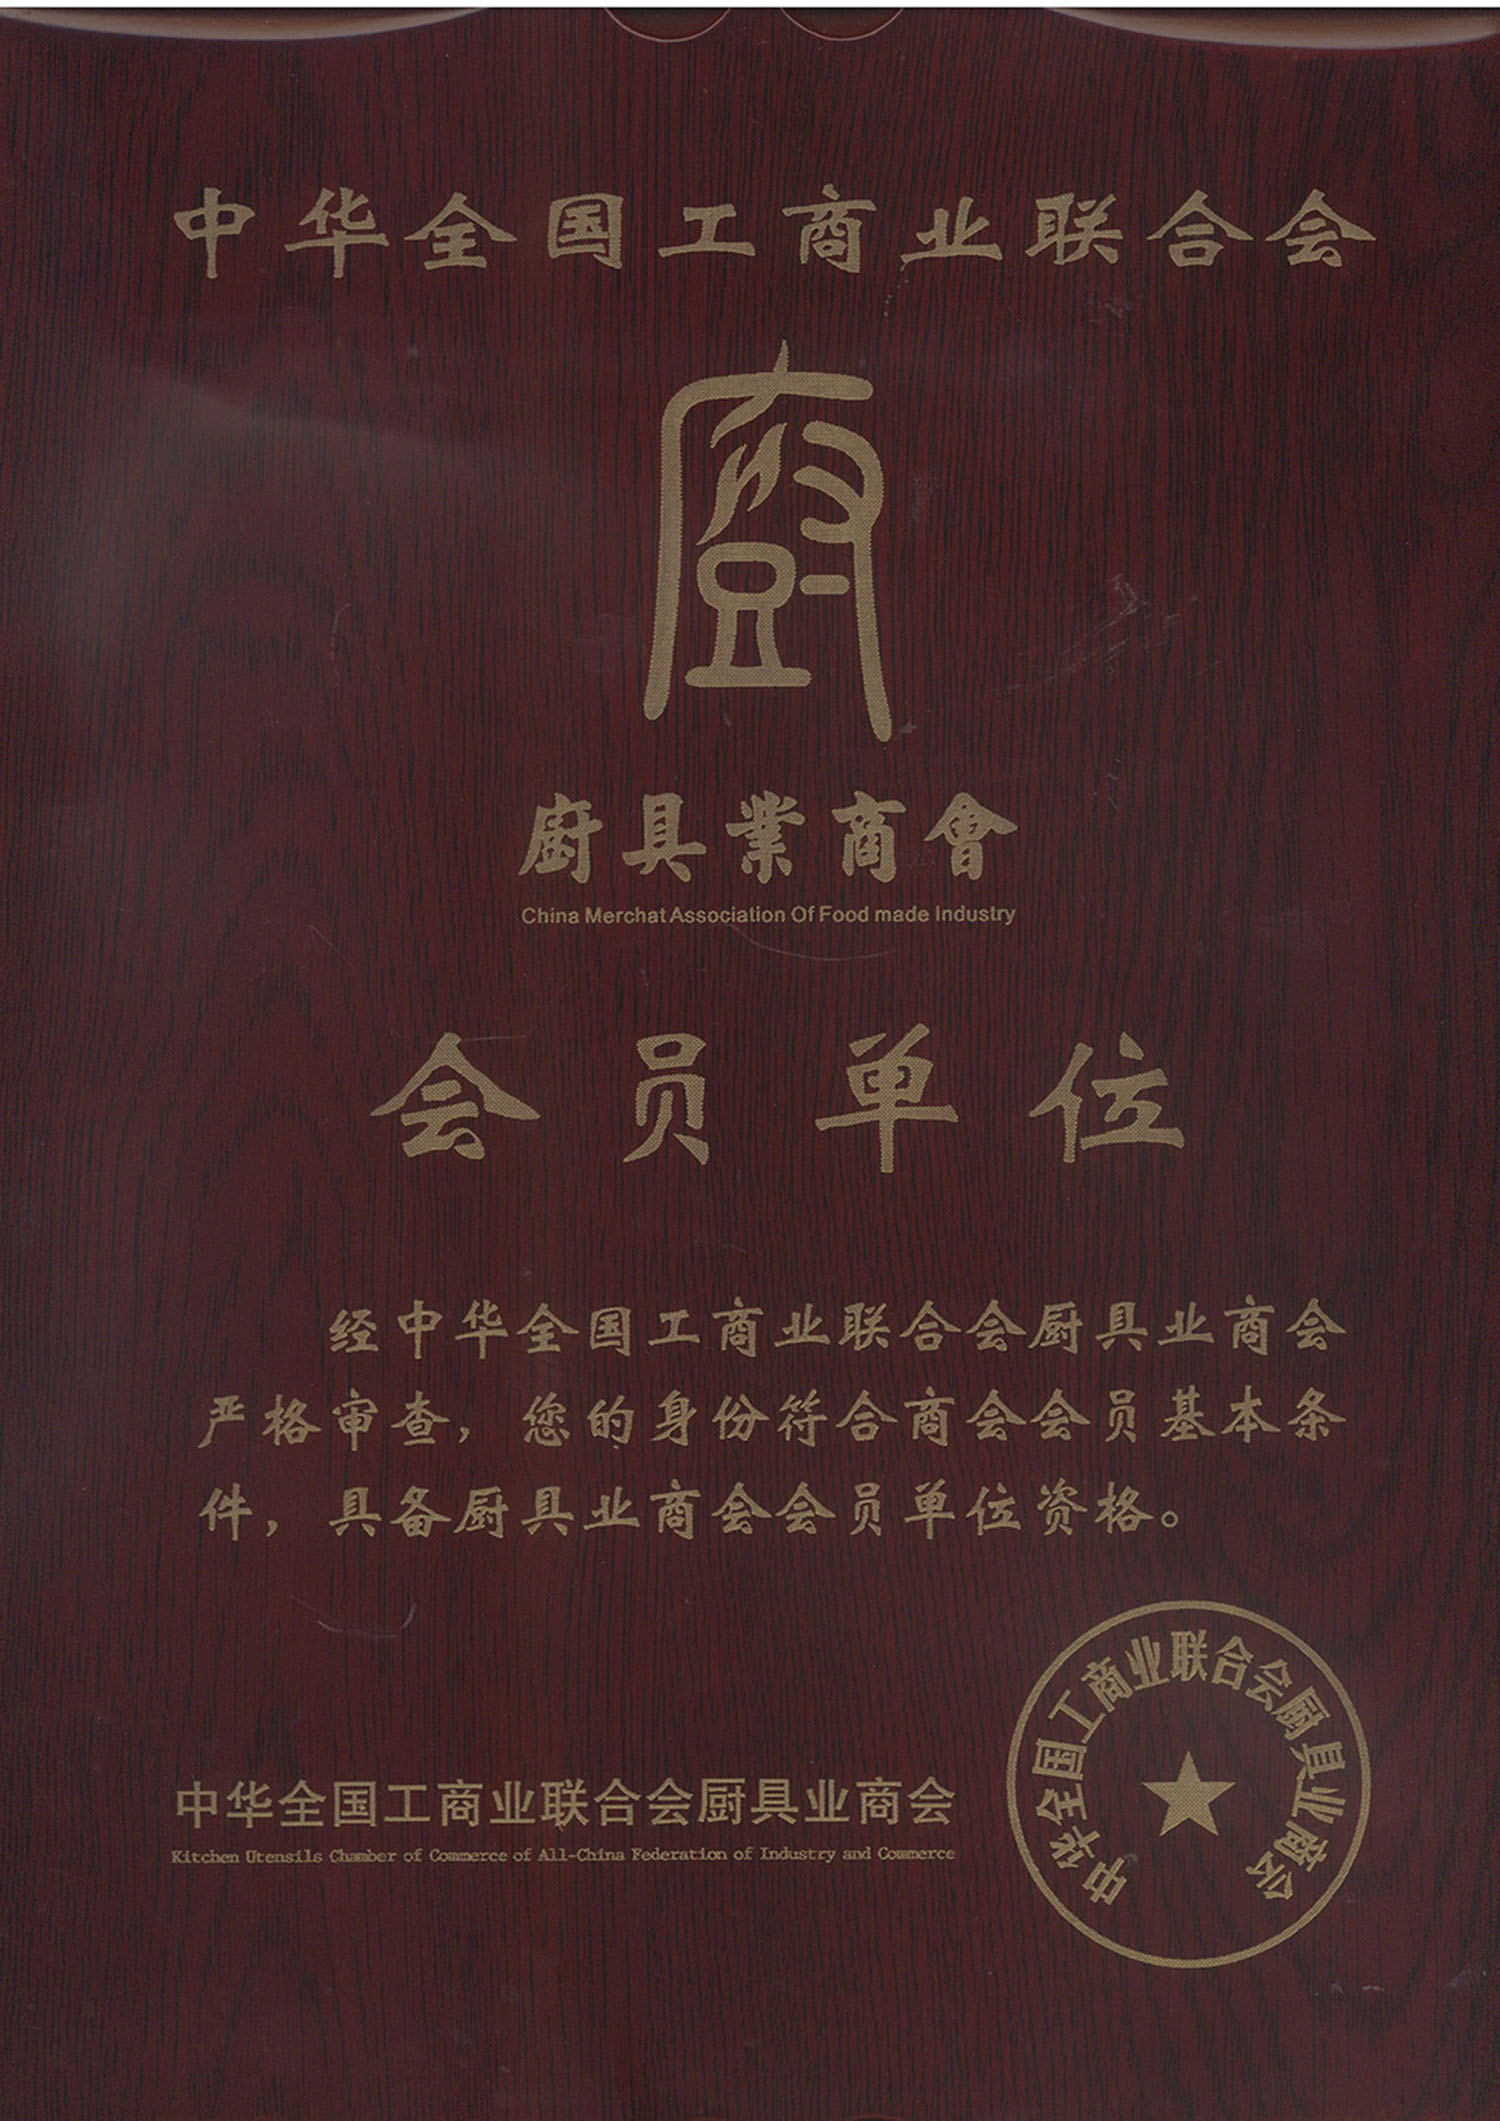 中华全国工商业联合会
厨
厨具業商會
China Merchat Association Of Food made Industry
会员单位
经中华全国工商业联合会厨具业商会
严格审查，您的身份符合商会会员基本条
件，具备厨具业商会会员单位资格。
中华全国工商业联合会厨具业商会
中华全国工商业联合会厨具业商会
Kitchen Utensils Chamber of Commerce of All-China Federation of Industry and Commerce